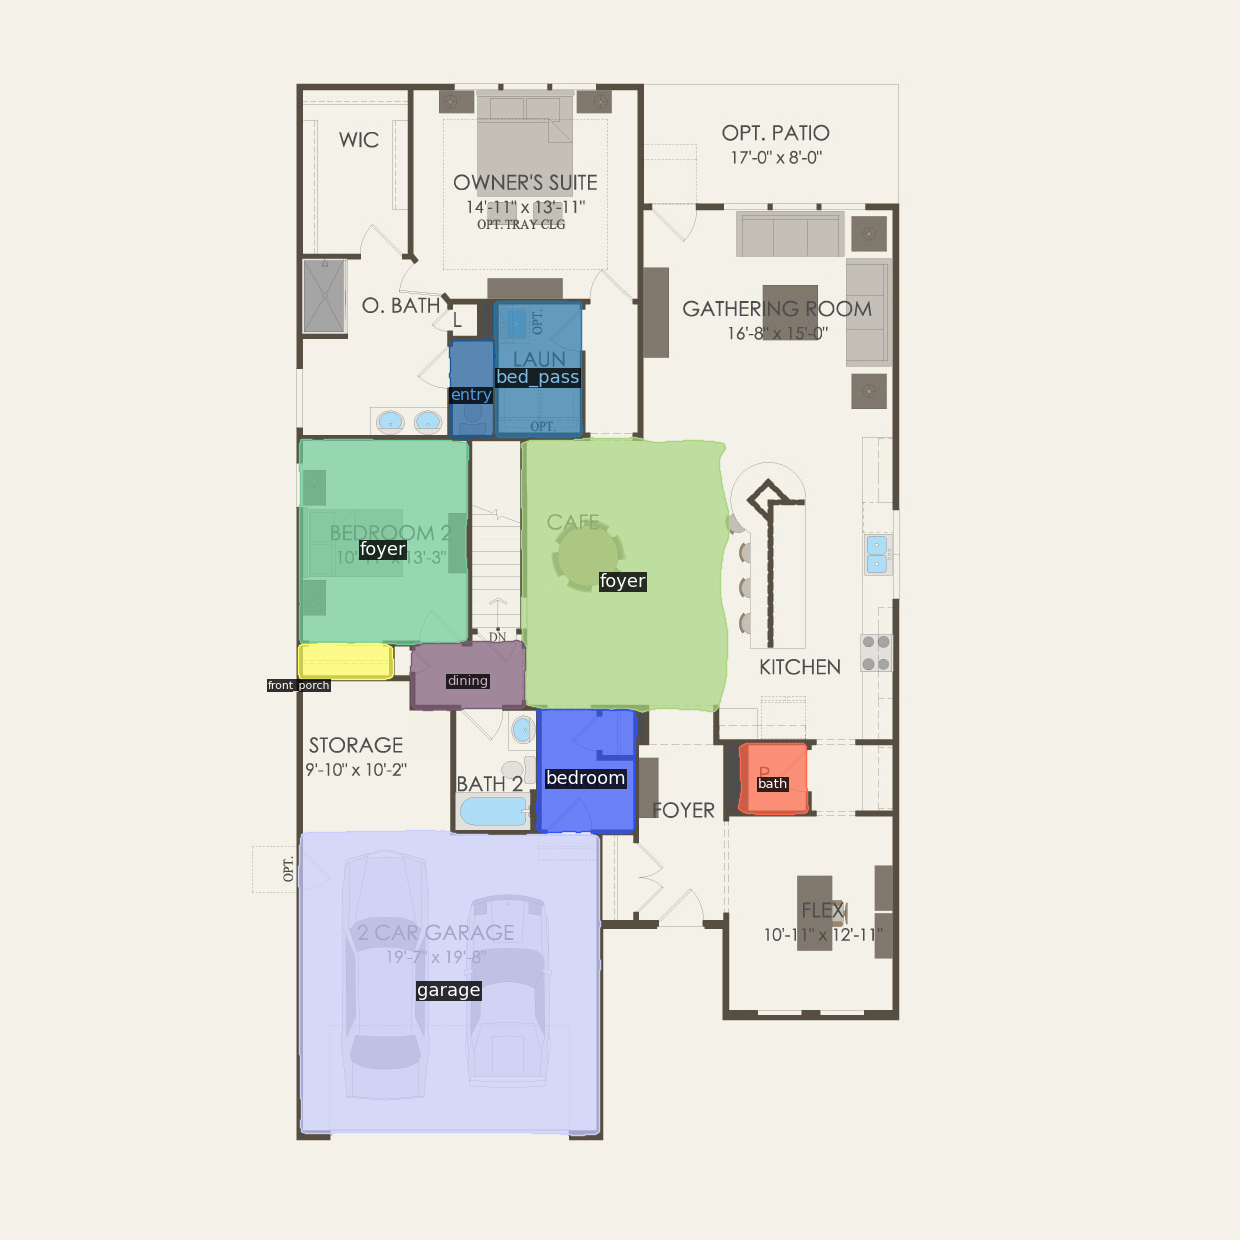 WIC
OPT. PATIO
17'-0" x 8'-0"
OWNER'S SUITE
14'-11" x 13'-11"
OPT. TRAY CLG
O. BATH
L
OPT.
LAUN
bed_pass
entry
OPT.
GATHERING ROOM
16'-8" x 15'-0"
BEDROOM 2
foyer
10'-11" x 13'-3"
CAFE
foyer
DN
KITCHEN
dining
front_porch
STORAGE
9'-10" x 10'-2"
BATH 2
bedroom
FOYER
P
bath
OPT.
2 CAR GARAGE
19'-7" x 19'-8"
garage
FLEX
10'-11" x 12'-11"